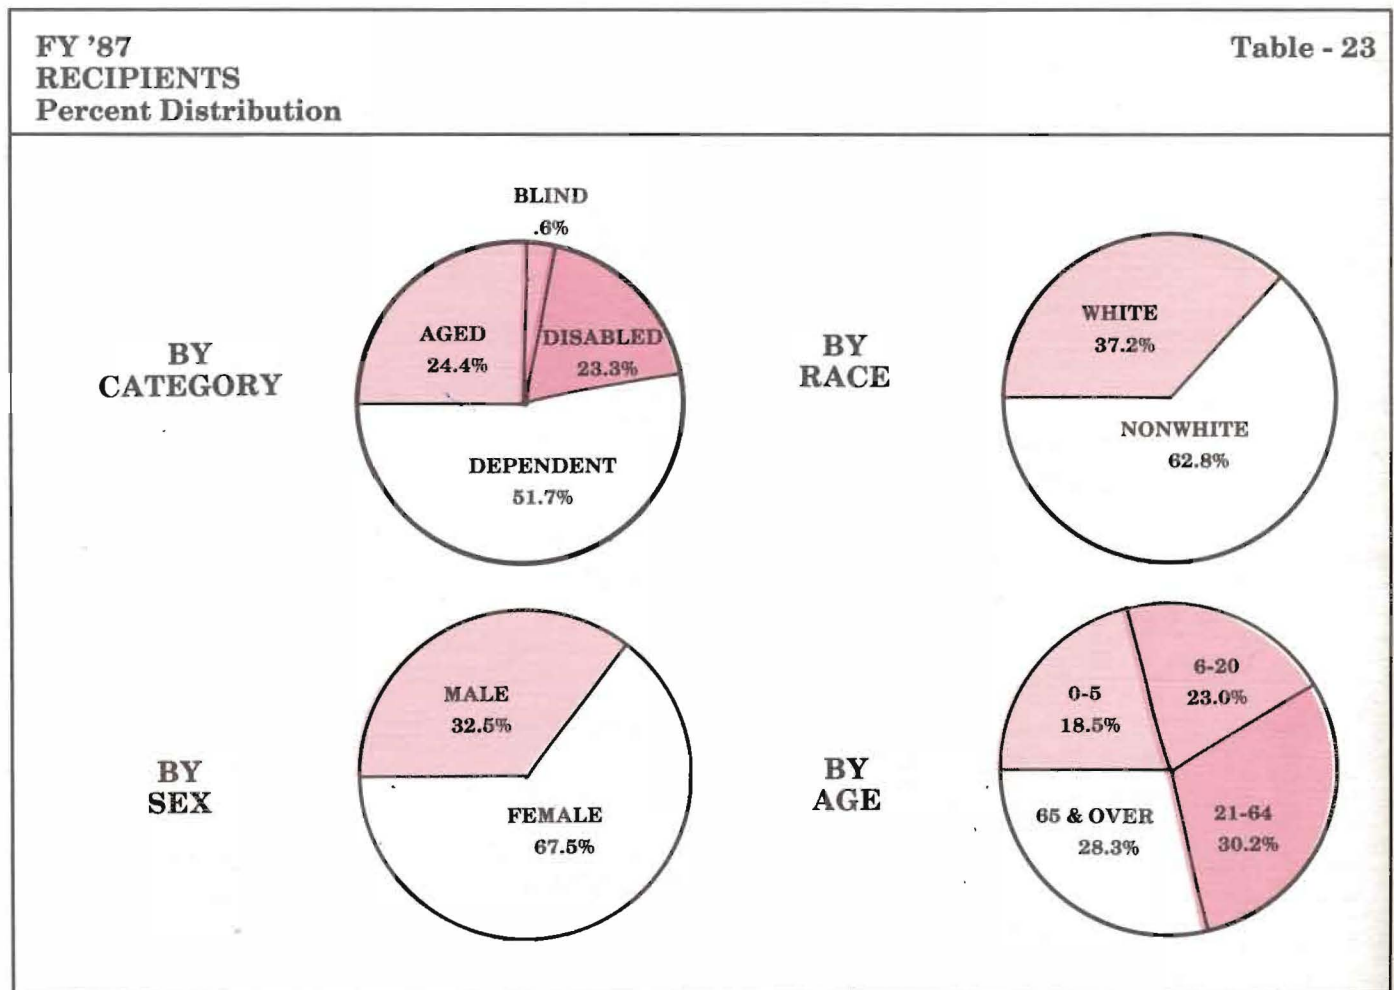 FY '87
RECIPIENTS
Percent Distribution
Table - 23
BY
CATEGORY
BLIND
.6%
AGED
24.4%
DISABLED
23.3%
DEPENDENT
51.7%
BY
RACE
WHITE
37.2%
NONWHITE
62.8%
BY
SEX
MALE
32.5%
FEMALE
67.5%
BY
AGE
0-5
18.5%
6-20
23.0%
65 & OVER
28.3%
21-64
30.2%